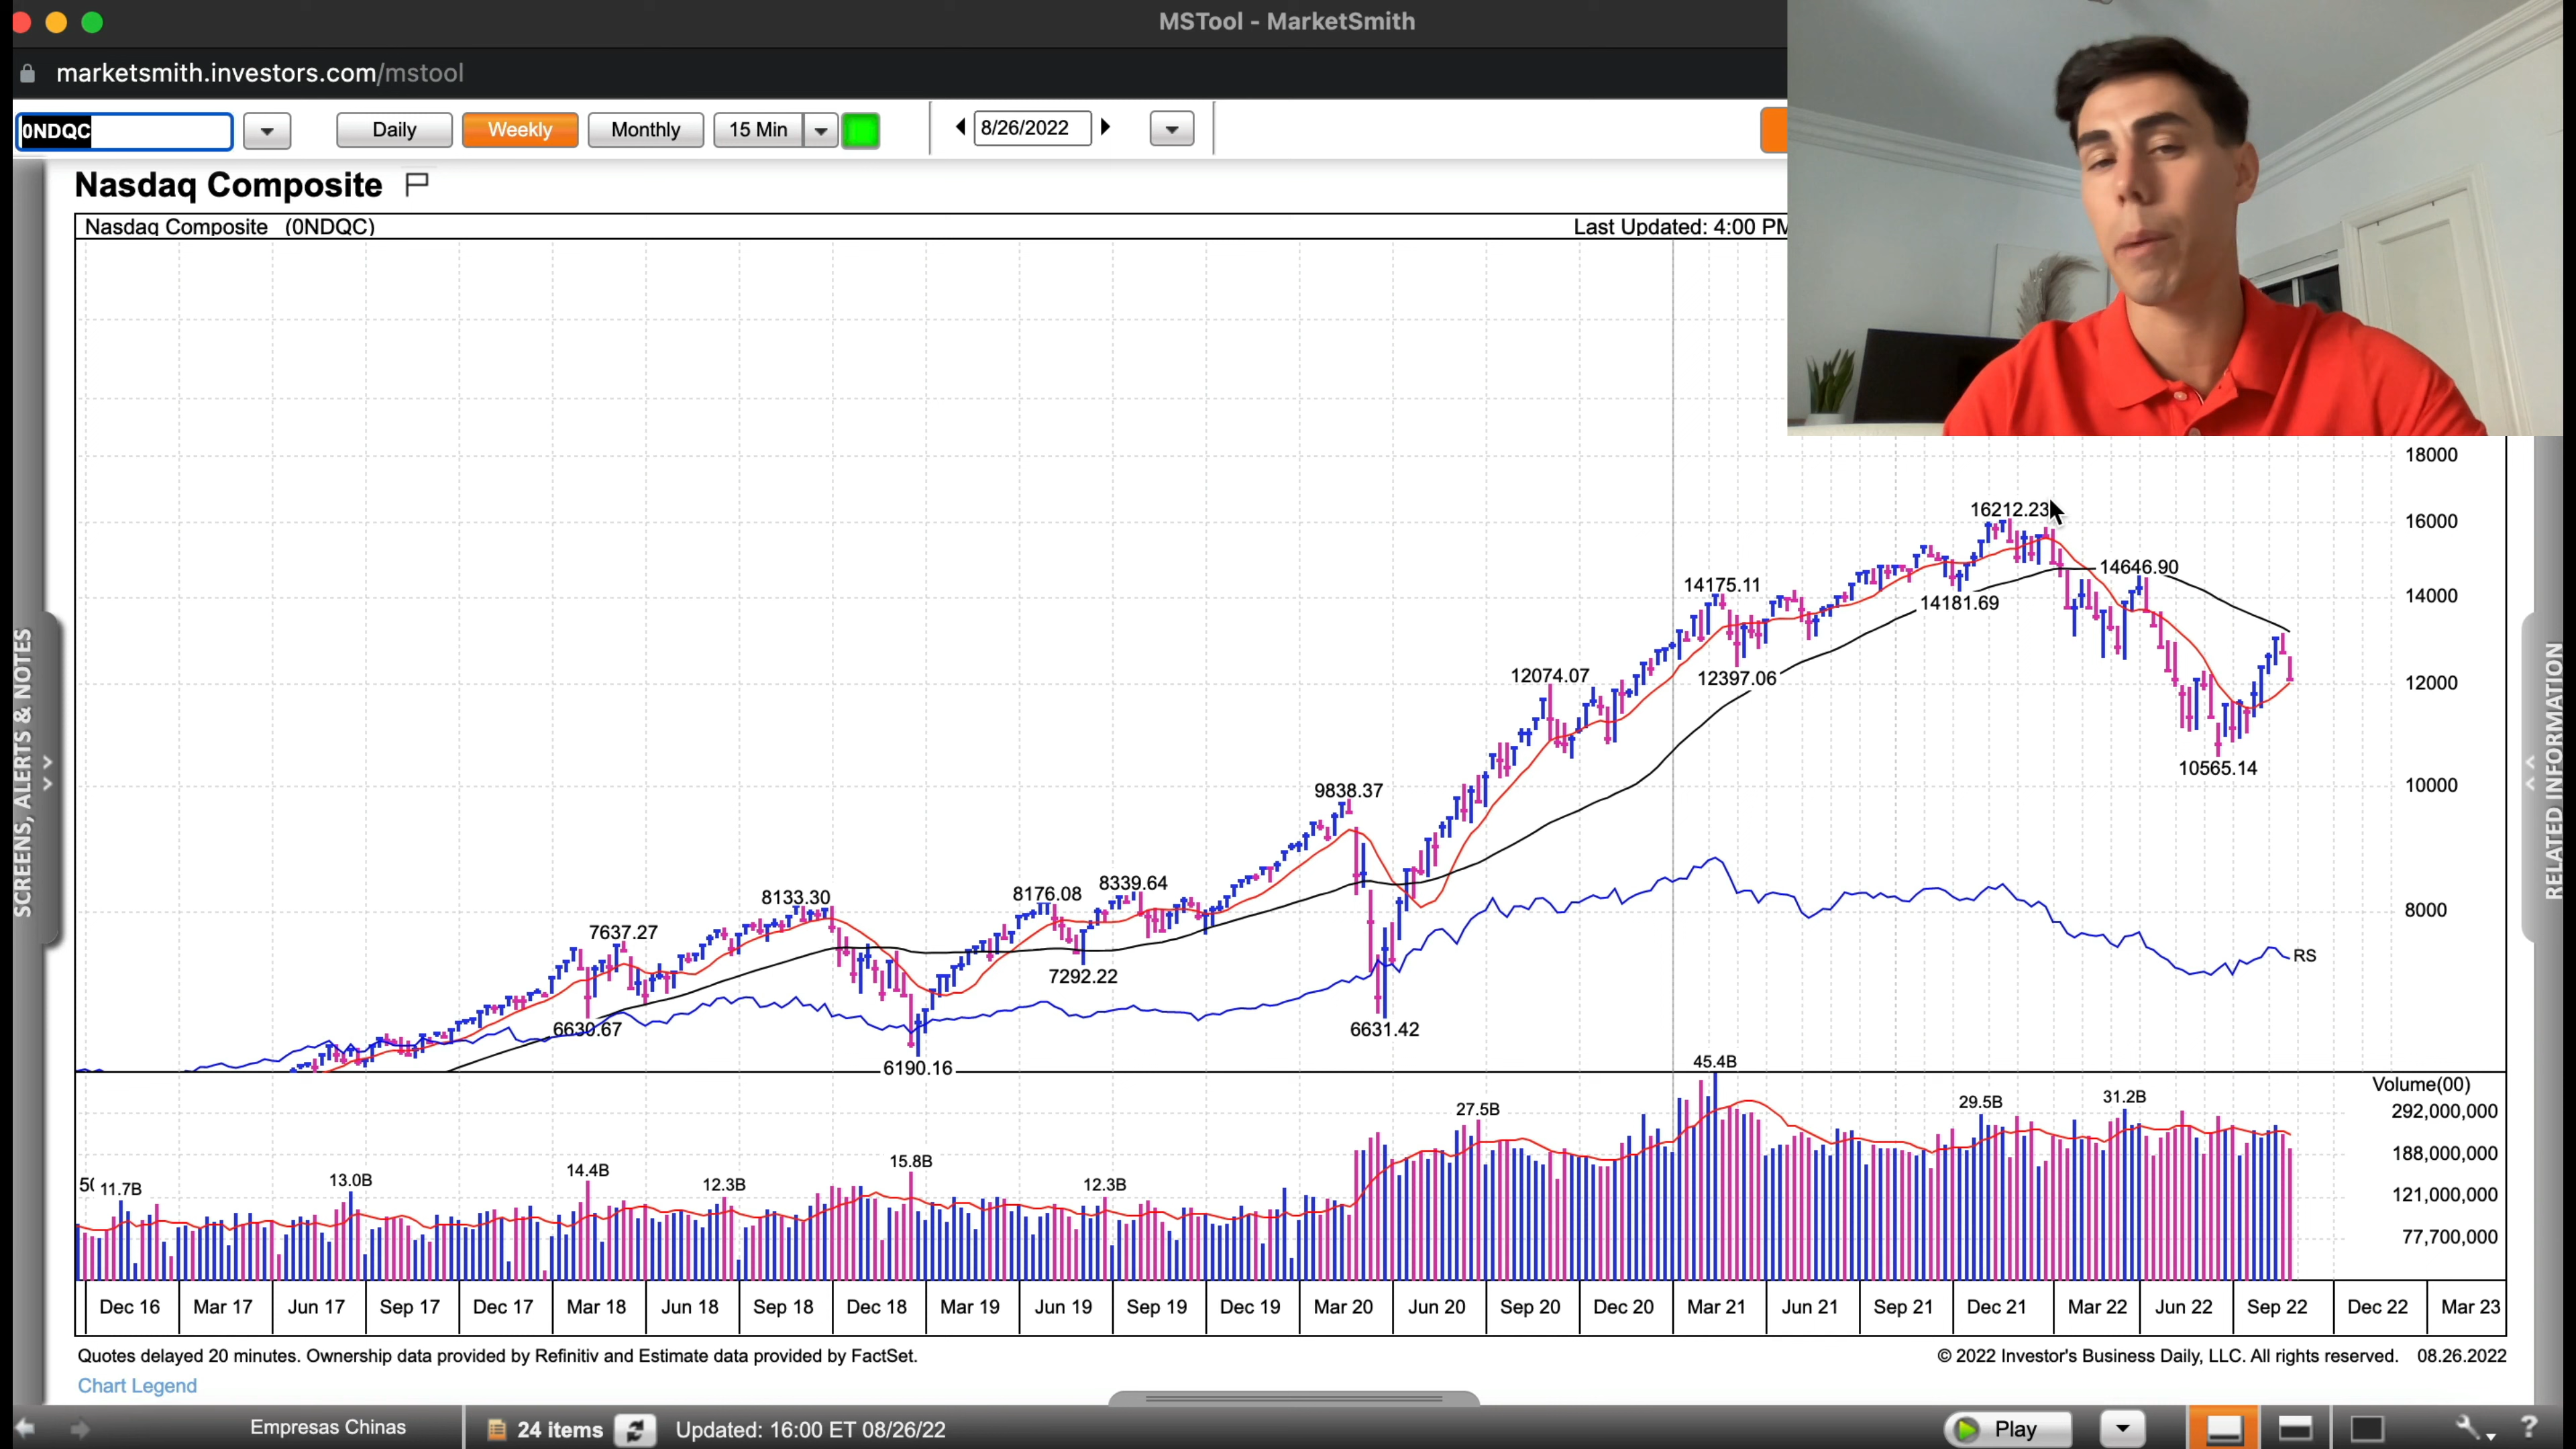 MSTool - MarketSmith
marketsmith.investors.com/mstool
0NDQC Daily Weekly Monthly 15 Min 8/26/2022
Nasdaq Composite
Nasdaq Composite (0NDQC) Last Updated: 4:00 PM
18000
16212.23
16000
14646.90
14175.11
14000
14181.69
12074.07
12397.06
12000
10565.14
9838.37
10000
8176.08
8339.64
8133.30
8000
7637.27
RS
7292.22
6630.67
6631.42
6190.16
45.4B
Volume(00)
27.5B
29.5B
31.2B
292,000,000
14.4B
15.8B
188,000,000
50 11.7B
13.0B
12.3B
12.3B
121,000,000
77,700,000
Dec 16 Mar 17 Jun 17 Sep 17 Dec 17 Mar 18 Jun 18 Sep 18 Dec 18 Mar 19 Jun 19 Sep 19 Dec 19 Mar 20 Jun 20 Sep 20 Dec 20 Mar 21 Jun 21 Sep 21 Dec 21 Mar 22 Jun 22 Sep 22 Dec 22 Mar 23
Quotes delayed 20 minutes. Ownership data provided by Refinitiv and Estimate data provided by FactSet.
© 2022 Investor's Business Daily, LLC. All rights reserved. 08.26.2022
Chart Legend
SCREENS, ALERTS & NOTES
RELATED INFORMATION
Empresas Chinas 24 items Updated: 16:00 ET 08/26/22 Play ?